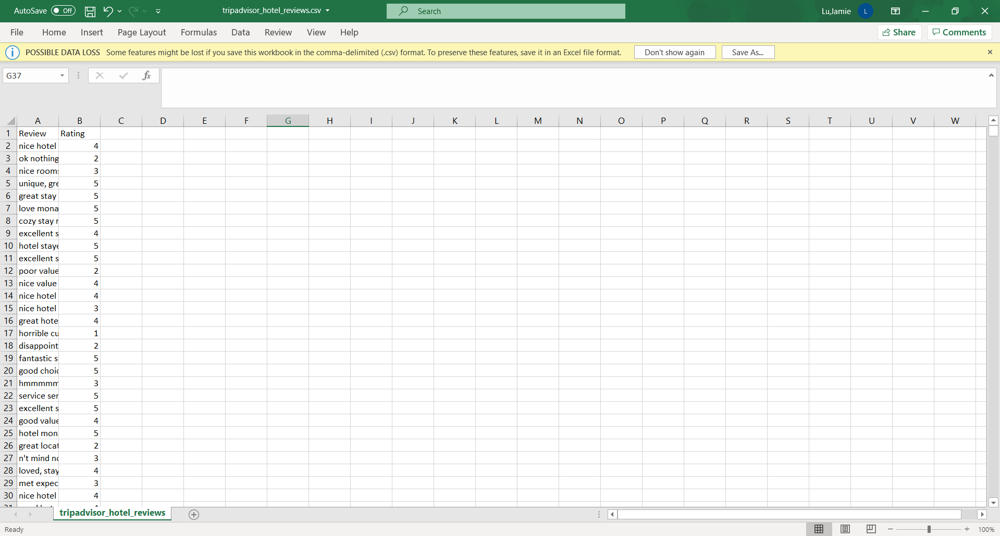 AutoSave Off tripadvisor_hotel_reviews.csv Search Lu,Jamie L
File Home Insert Page Layout Formulas Data Review View Help Share Comments
POSSIBLE DATA LOSS Some features might be lost if you save this workbook in the comma-delimited (.csv) format. To preserve these features, save it in an Excel file format. Don't show again Save As...
G37 fx
A B C D E F G H I J K L M N O P Q R S T U V W
1 Review Rating
2 nice hotel 4
3 ok nothing 2
4 nice rooms 3
5 unique, gre 5
6 great stay 5
7 love mona 5
8 cozy stay r 5
9 excellent s 4
10 hotel staye 5
11 excellent s 5
12 poor value 2
13 nice value 4
14 nice hotel 4
15 nice hotel 3
16 great hote 4
17 horrible cu 1
18 disappoint 2
19 fantastic s 5
20 good choic 5
21 hmmmmm 3
22 service ser 5
23 excellent s 5
24 good value 4
25 hotel mon 5
26 great locat 2
27 n't mind no 3
28 loved, stay 4
29 met expec 3
30 nice hotel 4
tripadvisor_hotel_reviews
Ready 100%